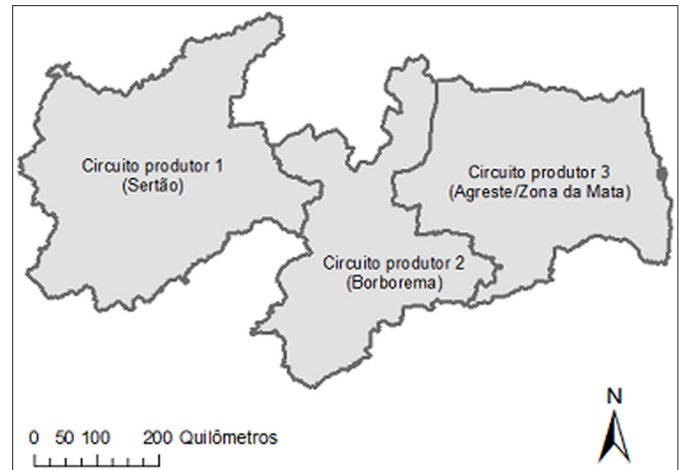 Circuito produtor 1
(Sertão)
Circuito produtor 3
(Agreste/Zona da Mata)
Circuito produtor 2
(Borborema)
N
0 50 100 200 Quilômetros